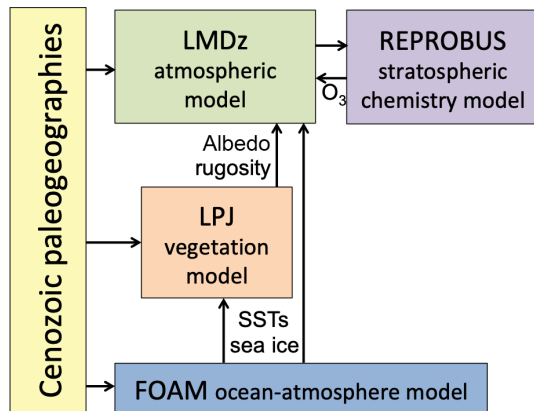 Cenozoic paleogeographies
LMDz
atmospheric
model
REPROBUS
stratospheric
chemistry model
O₃
Albedo
rugosity
LPJ
vegetation
model
SSTs
sea ice
FOAM ocean-atmosphere model